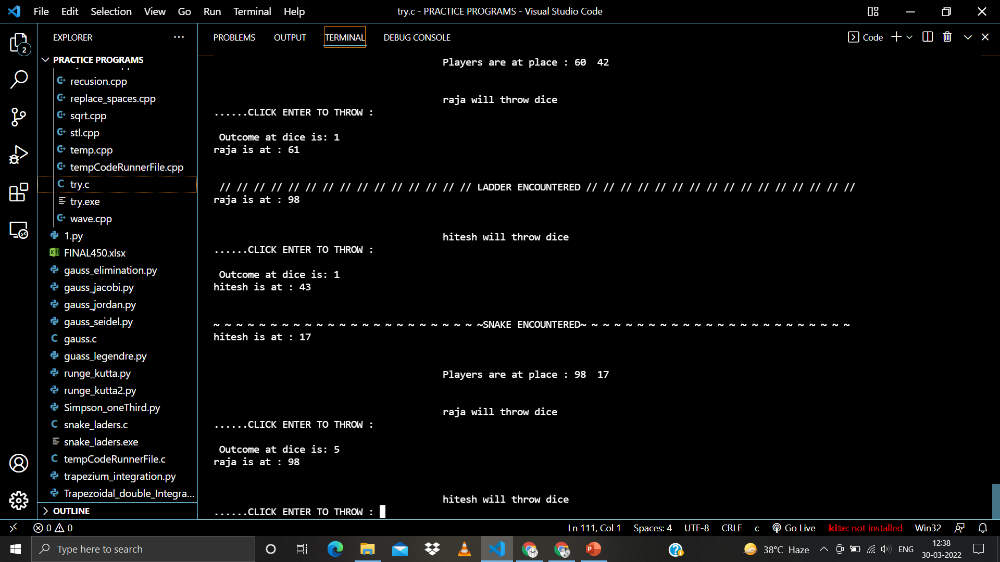 File Edit Selection View Go Run Terminal Help
try.c - PRACTICE PROGRAMS - Visual Studio Code
2
EXPLORER
PRACTICE PROGRAMS
recusion.cpp
replace_spaces.cpp
sqrt.cpp
stl.cpp
temp.cpp
tempCodeRunnerFile.cpp
try.c
try.exe
wave.cpp
1.py
FINAL450.xlsx
gauss_elimination.py
gauss_jacobi.py
gauss_jordan.py
gauss_seidel.py
gauss.c
guass_legendre.py
runge_kutta.py
runge_kutta2.py
Simpson_oneThird.py
snake_laders.c
snake_laders.exe
tempCodeRunnerFile.c
trapezium_integration.py
Trapezoidal_double_Integra...
OUTLINE
PROBLEMS OUTPUT TERMINAL DEBUG CONSOLE
Code
Players are at place : 60  42
raja will throw dice
......CLICK ENTER TO THROW :
Outcome at dice is: 1
raja is at : 61
// // // // // // // // // // // // // // // LADDER ENCOUNTERED // // // // // // // // // // // // // // // //
raja is at : 98
hitesh will throw dice
......CLICK ENTER TO THROW :
Outcome at dice is: 1
hitesh is at : 43
~ ~ ~ ~ ~ ~ ~ ~ ~ ~ ~ ~ ~ ~ ~ ~ ~ ~ ~ ~ ~ ~ ~ ~SNAKE ENCOUNTERED~ ~ ~ ~ ~ ~ ~ ~ ~ ~ ~ ~ ~ ~ ~ ~ ~ ~ ~ ~ ~ ~ ~ ~
hitesh is at : 17
Players are at place : 98  17
raja will throw dice
......CLICK ENTER TO THROW :
Outcome at dice is: 5
raja is at : 98
hitesh will throw dice
......CLICK ENTER TO THROW :
0 0
Ln 111, Col 1 Spaces: 4 UTF-8 CRLF c Go Live kite: not installed Win32
Type here to search
38°C Haze
ENG
12:38
30-03-2022